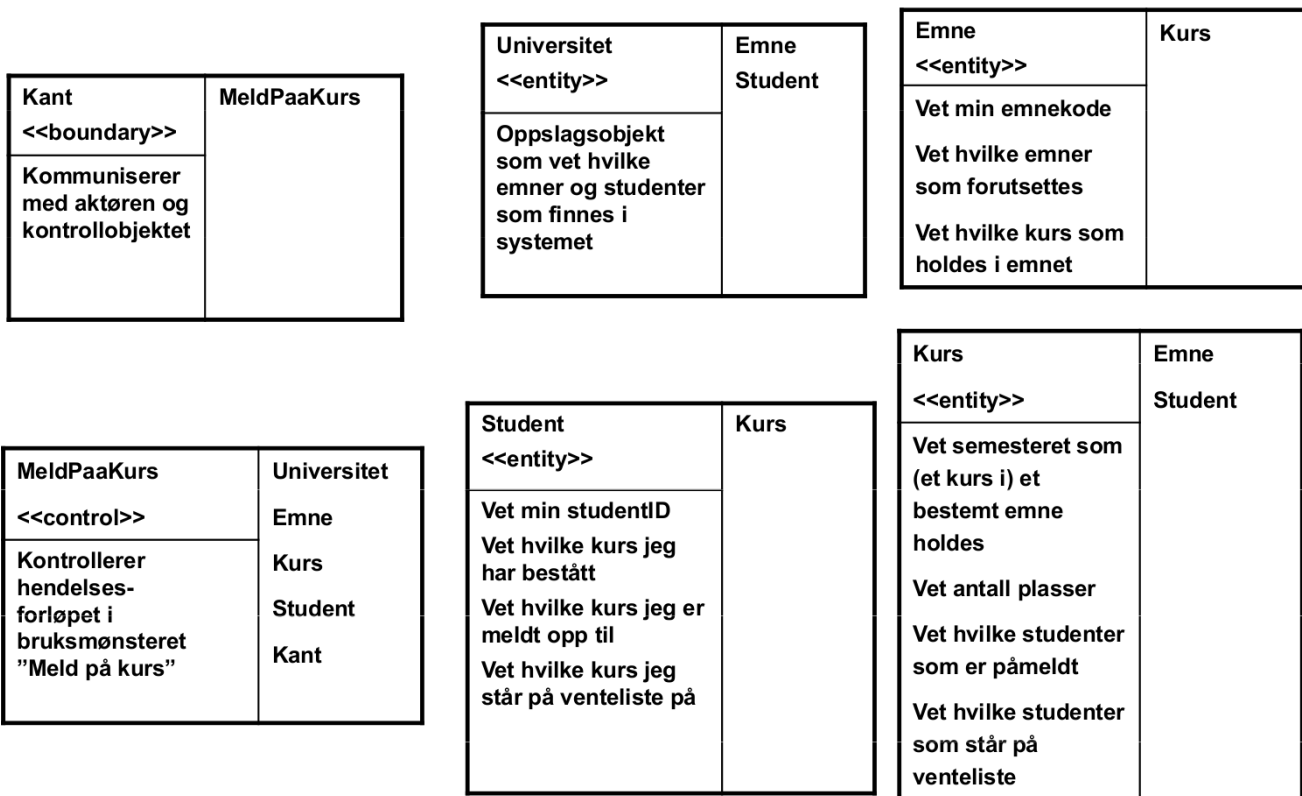 Kant
<<boundary>>
MeldPaaKurs
Kommuniserer
med aktøren og
kontrollobjektet
Universitet
<<entity>>
Emne
Student
Oppslagsobjekt
som vet hvilke
emner og studenter
som finnes i
systemet
Emne
<<entity>>
Kurs
Vet min emnekode
Vet hvilke emner
som forutsettes
Vet hvilke kurs som
holdes i emnet
MeldPaaKurs
<<control>>
Universitet
Emne
Kurs
Student
Kant
Kontrollerer
hendelses-
forløpet i
bruksmønsteret
”Meld på kurs”
Student
<<entity>>
Kurs
Vet min studentID
Vet hvilke kurs jeg
har bestått
Vet hvilke kurs jeg er
meldt opp til
Vet hvilke kurs jeg
står på venteliste på
Kurs
<<entity>>
Emne
Student
Vet semesteret som
(et kurs i) et
bestemt emne
holdes
Vet antall plasser
Vet hvilke studenter
som er påmeldt
Vet hvilke studenter
som står på
venteliste